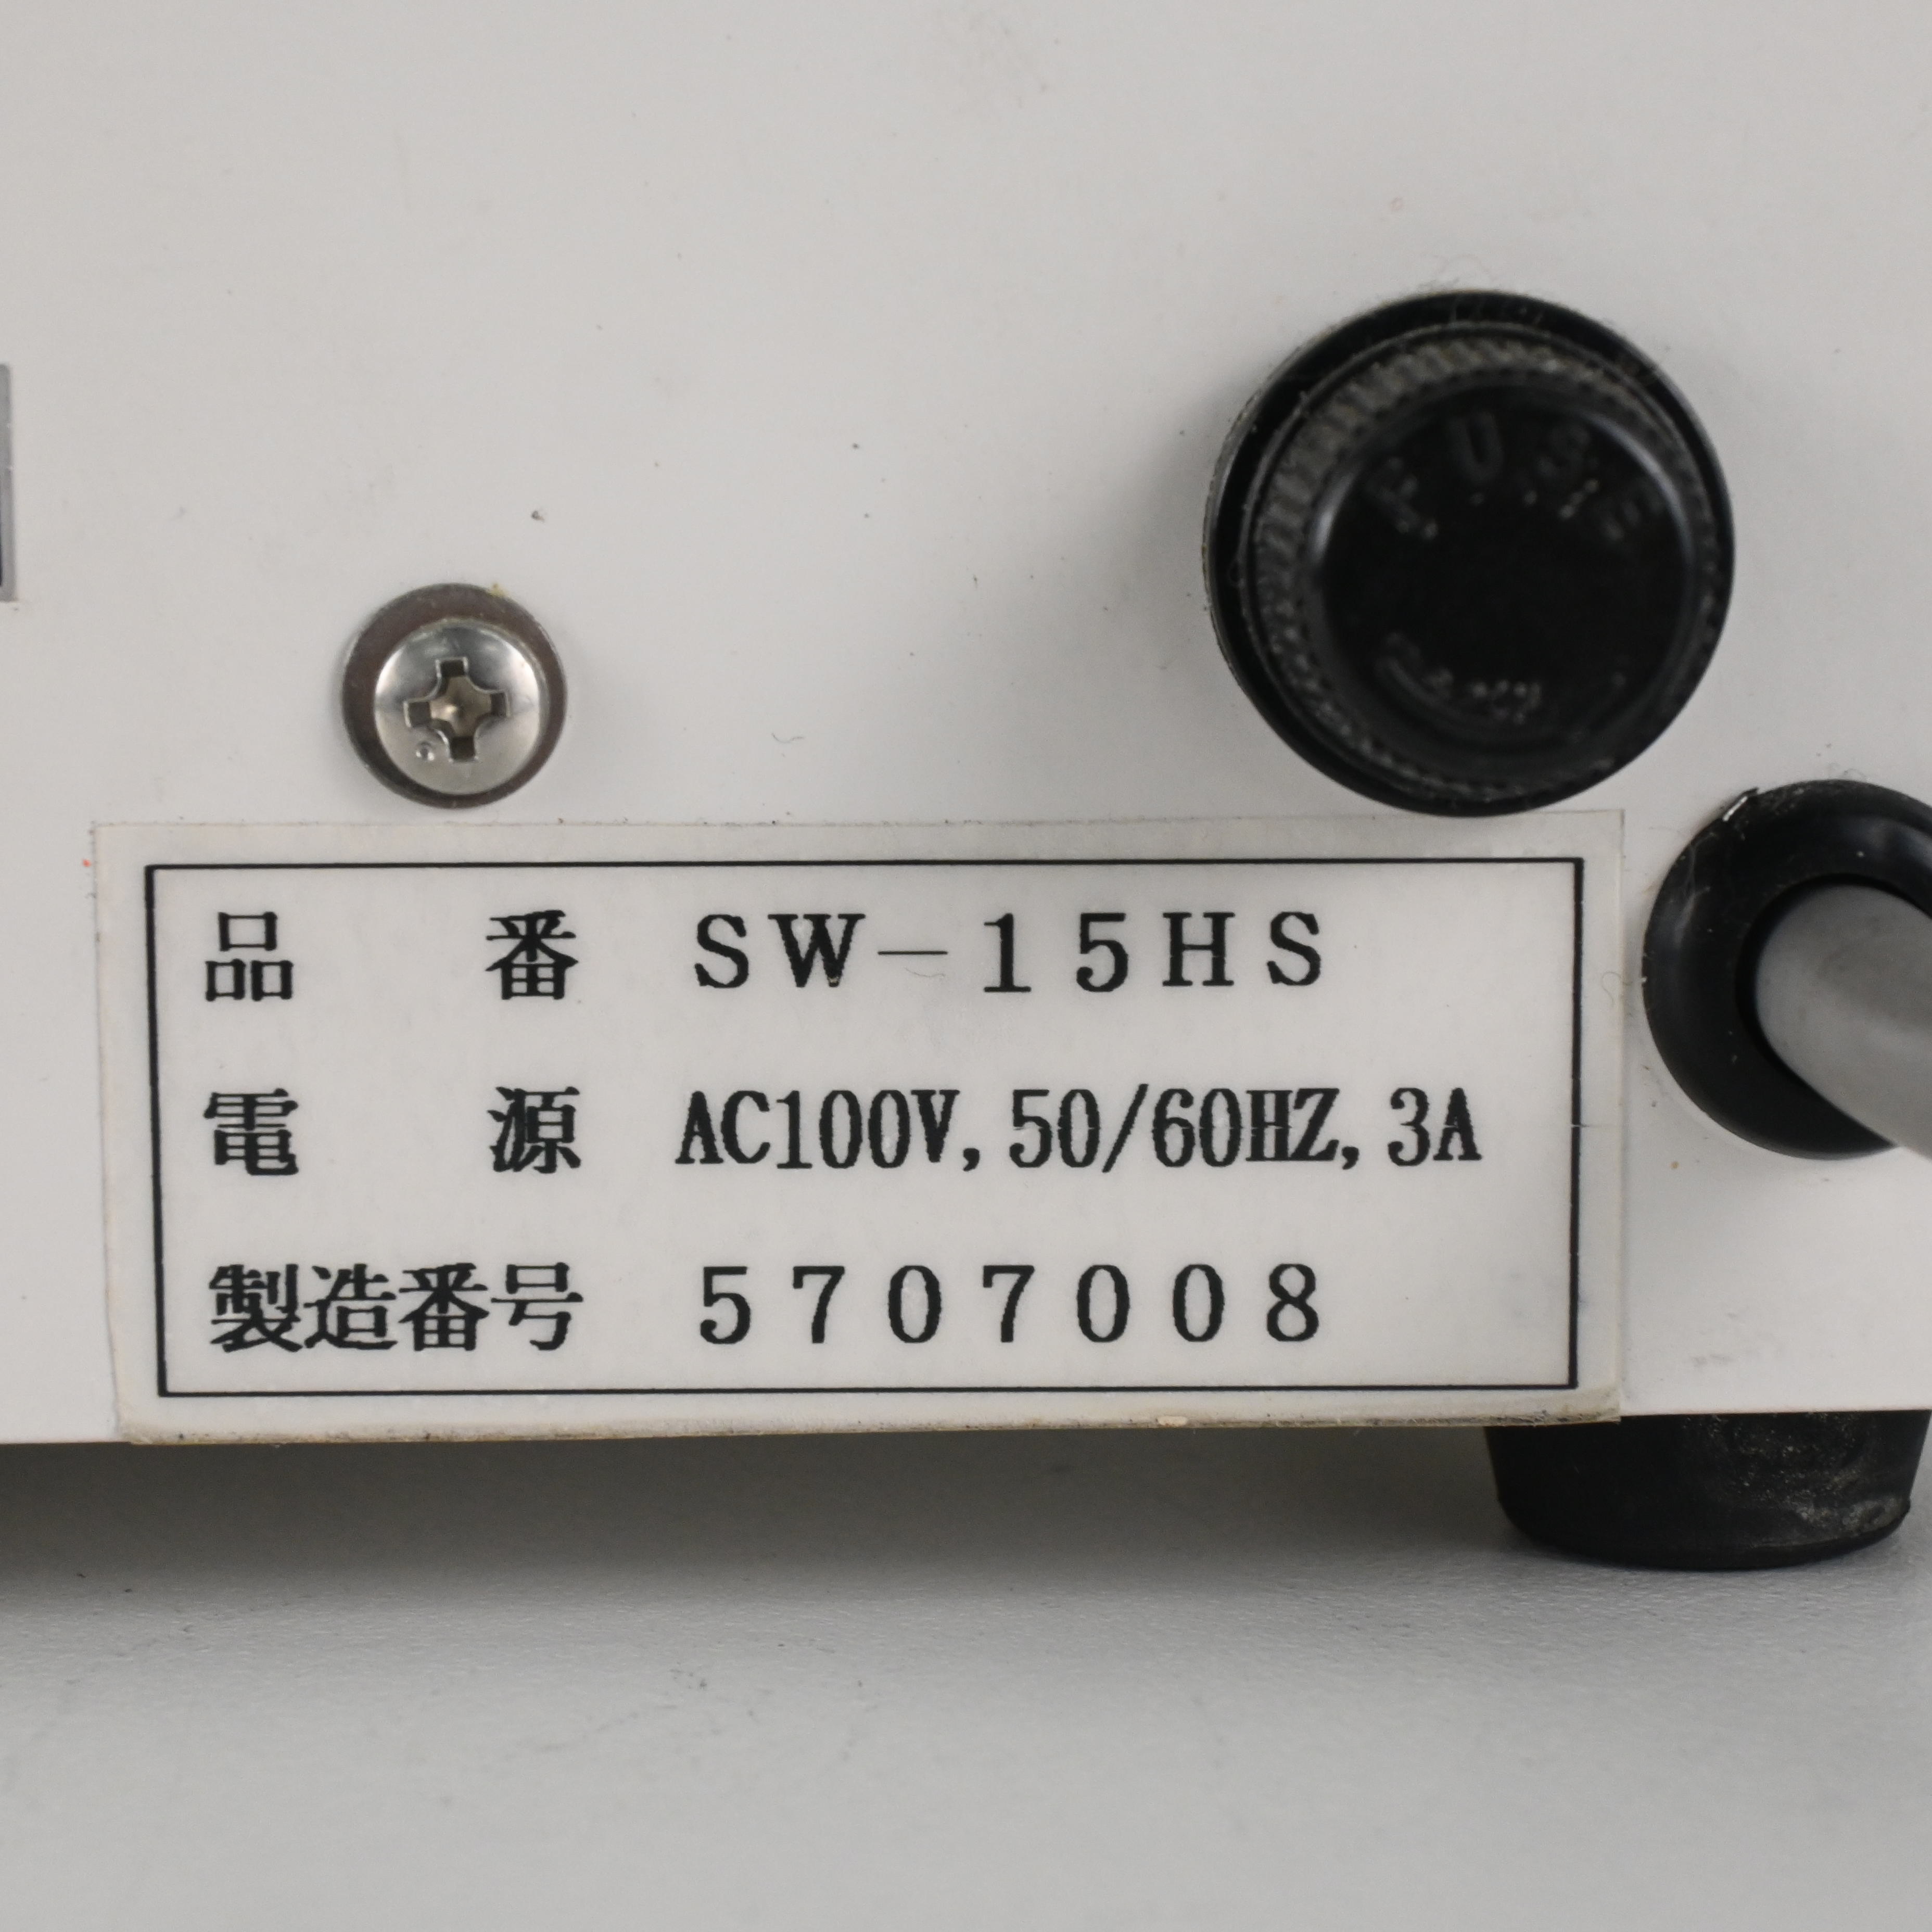 FUSE
品番 SW-15HS
電源 AC100V, 50/60HZ, 3A
製造番号 5707008